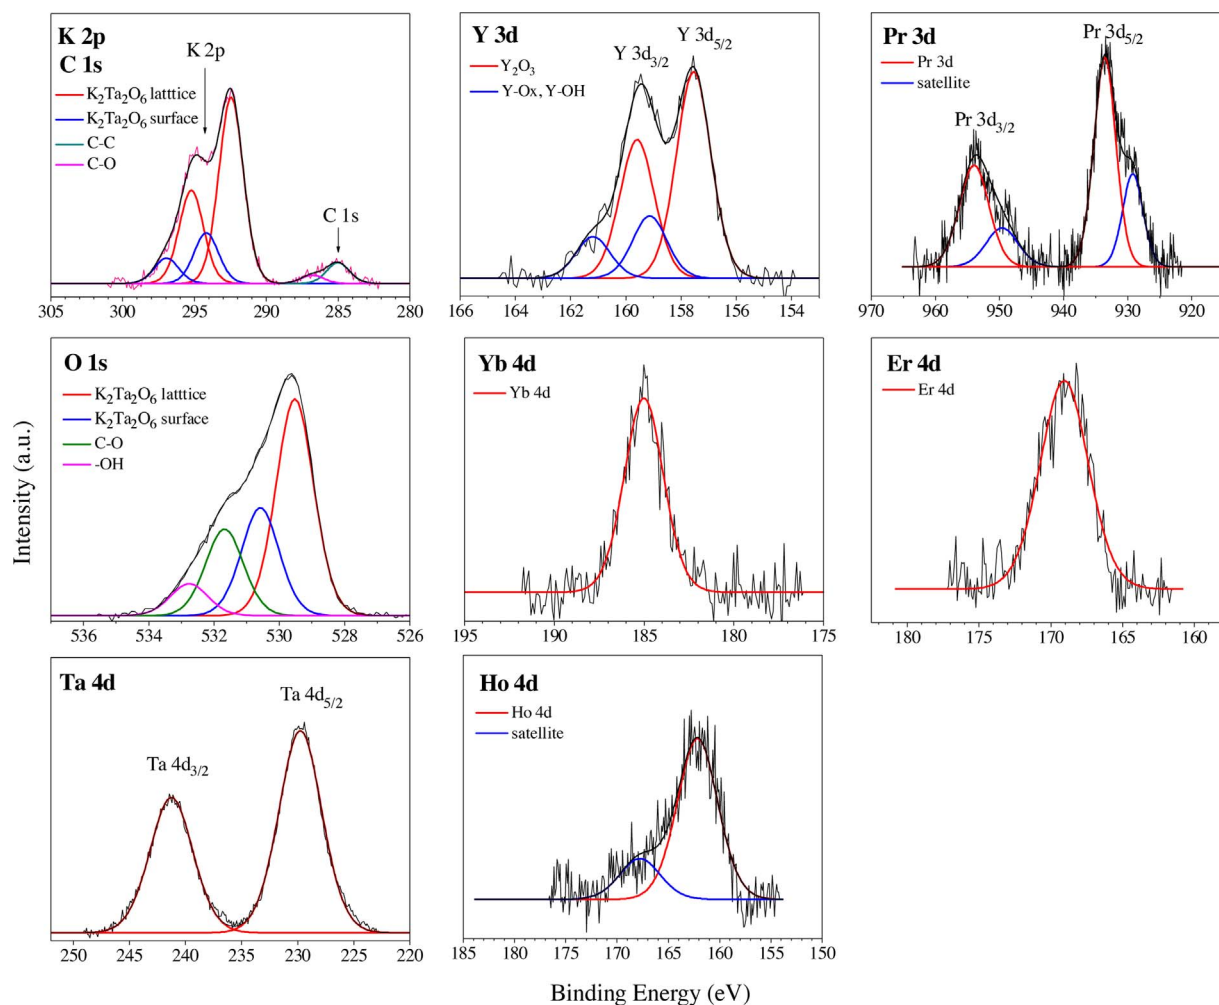 K 2p
C 1s
K 2p
K2Ta2O6 latttice
K2Ta2O6 surface
C-C
C-O
C 1s
305 300 295 290 285 280
Y 3d
Y 3d3/2
Y 3d5/2
Y2O3
Y-Ox, Y-OH
166 164 162 160 158 156 154
Pr 3d
Pr 3d5/2
Pr 3d
satellite
Pr 3d3/2
970 960 950 940 930 920
Intensity (a.u.)
O 1s
K2Ta2O6 latttice
K2Ta2O6 surface
C-O
-OH
536 534 532 530 528 526
Yb 4d
Yb 4d
195 190 185 180 175
Er 4d
Er 4d
180 175 170 165 160
Ta 4d
Ta 4d3/2
Ta 4d5/2
250 245 240 235 230 225 220
Ho 4d
Ho 4d
satellite
185 180 175 170 165 160 155 150
Binding Energy (eV)